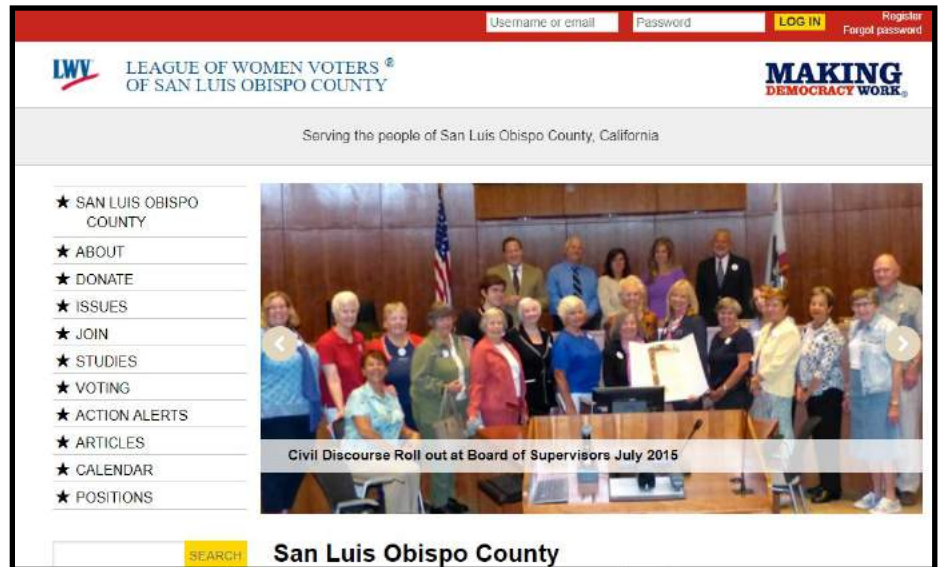 Username or email
Password
LOG IN
Register
Forgot password
LWV
LEAGUE OF WOMEN VOTERS ®
OF SAN LUIS OBISPO COUNTY
MAKING
DEMOCRACY WORK®
Serving the people of San Luis Obispo County, California
★ SAN LUIS OBISPO
COUNTY
★ ABOUT
★ DONATE
★ ISSUES
★ JOIN
★ STUDIES
★ VOTING
★ ACTION ALERTS
★ ARTICLES
★ CALENDAR
★ POSITIONS
Civil Discourse Roll out at Board of Supervisors July 2015
SEARCH
San Luis Obispo County